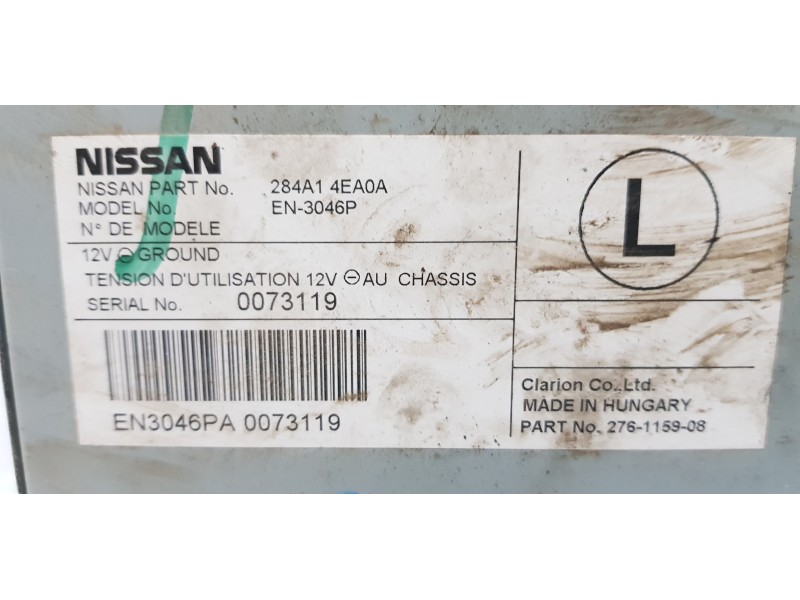 NISSAN
NISSAN PART No. 284A1 4EA0A
MODEL No. EN-3046P
N° DE MODELE
12V ⊖ GROUND
TENSION D'UTILISATION 12V ⊖ AU CHASSIS
SERIAL No. 0073119
EN3046PA 0073119
L
Clarion Co.,Ltd.
MADE IN HUNGARY
PART No. 276-1159-08